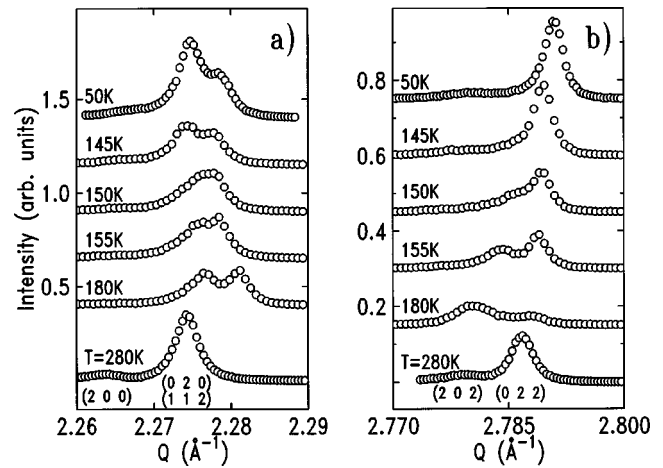 a)
50K
145K
150K
155K
180K
T=280K
(2 0 0)
(0 2 0)
(1 1 2)
1.5
1.0
0.5
Intensity (arb. units)
2.26 2.27 2.28 2.29
Q (Å⁻¹)
b)
50K
145K
150K
155K
180K
T=280K
(2 0 2) (0 2 2)
0.8
0.6
0.4
0.2
2.770 2.785 2.800
Q (Å⁻¹)